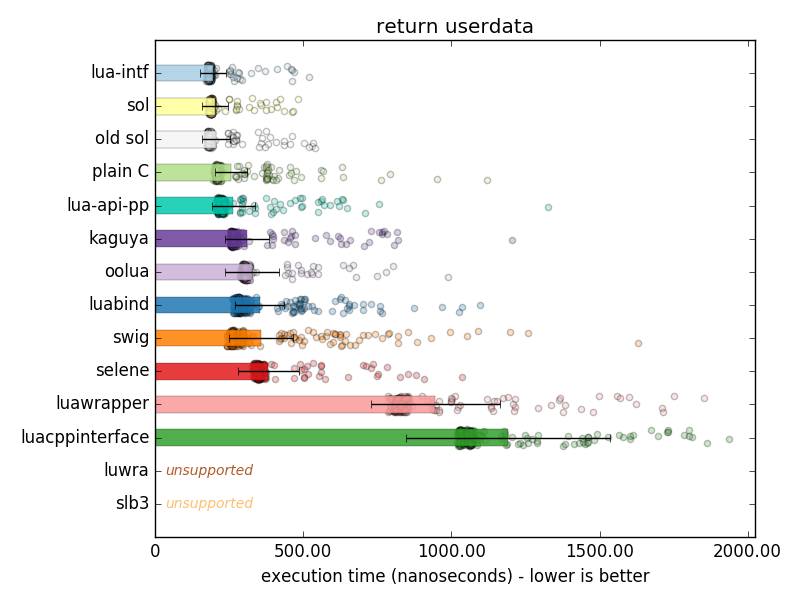 return userdata
lua-intf
sol
old sol
plain C
lua-api-pp
kaguya
oolua
luabind
swig
selene
luawrapper
luacppinterface
luwra unsupported
slb3 unsupported
0 500.00 1000.00 1500.00 2000.00
execution time (nanoseconds) - lower is better